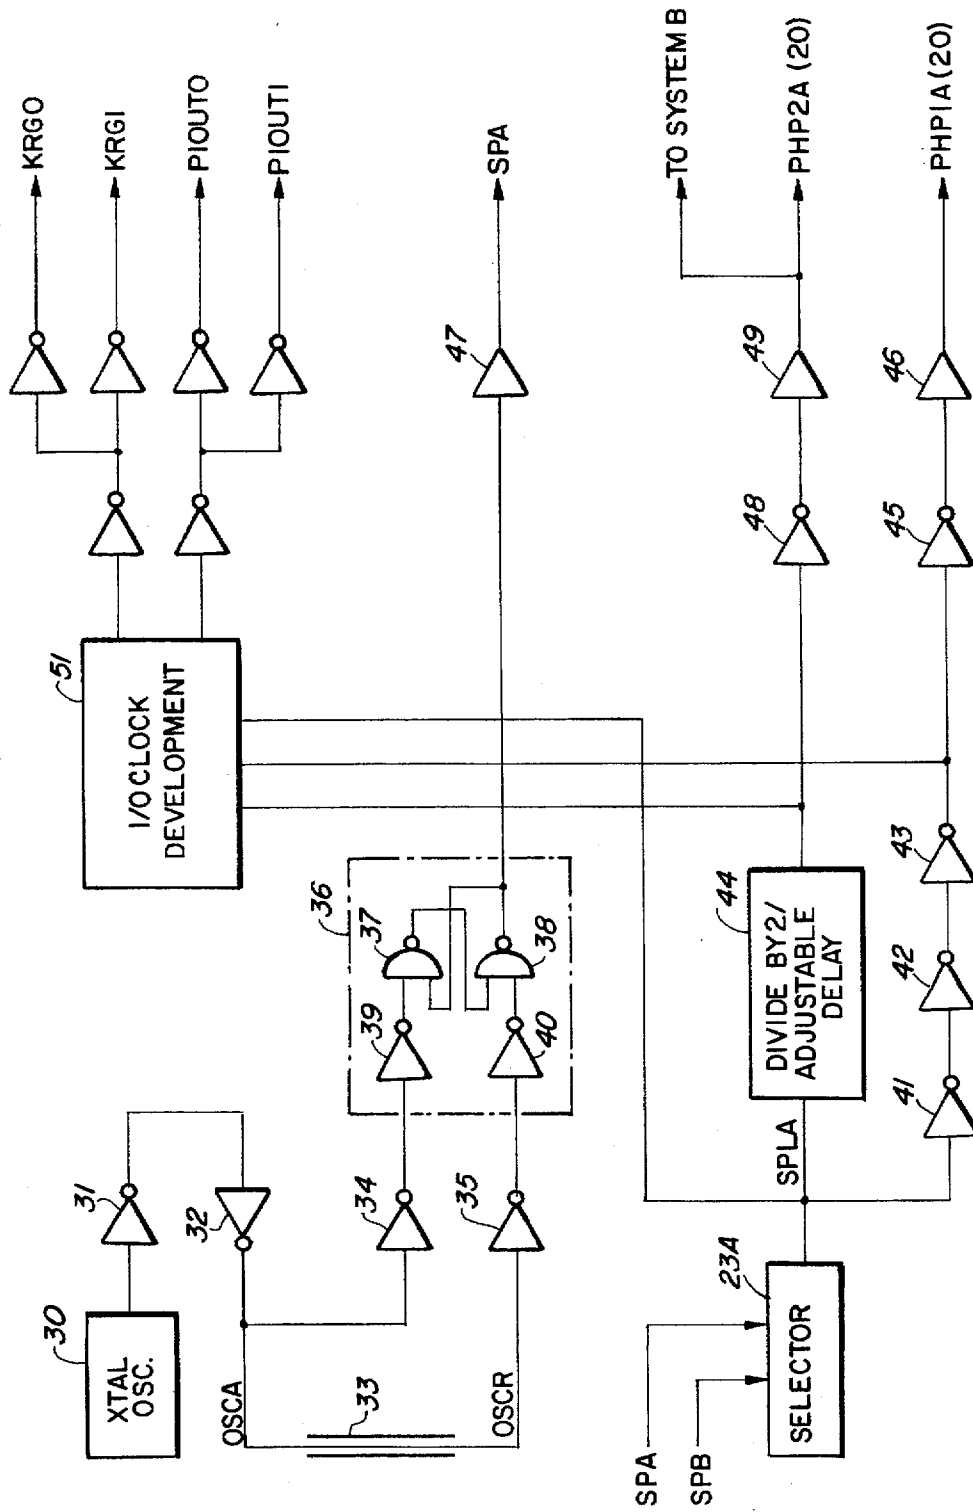 30
XTAL
OSC.
31
32
OSCA
33
OSCR
34
35
36
37
38
39
40
51
I/O CLOCK
DEVELOPMENT
KRGO
KRGI
PIOUTO
PIOUTI
47
SPA
SPA
SPB
23A
SELECTOR
SPLA
44
DIVIDE BY 2/
ADJUSTABLE
DELAY
48
49
TO SYSTEM B
PHP2A (20)
41
42
43
45
46
PHP1A (20)